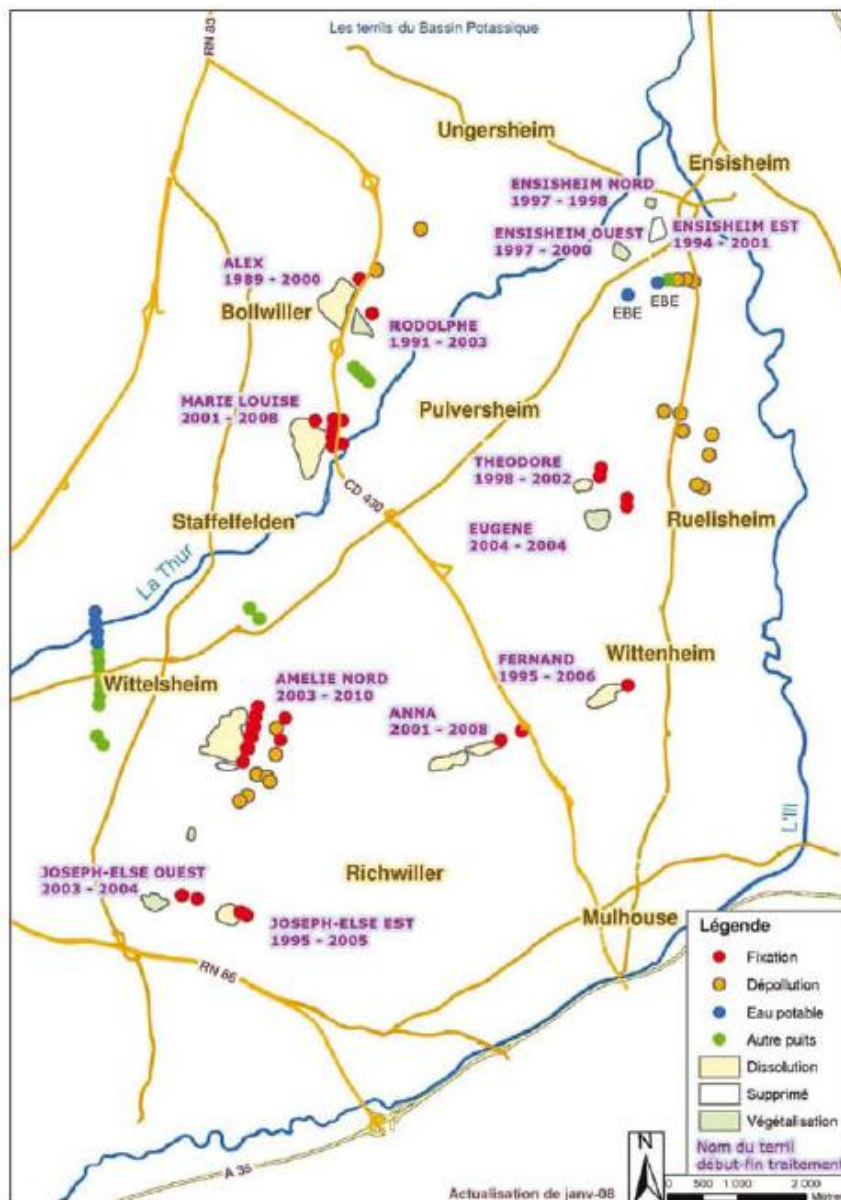 Les terrils du Bassin Potassique
RN 83
Ungersheim
Ensisheim
ENSISHEIM NORD
1997 - 1998
ENSISHEIM OUEST
1997 - 2000
ENSISHEIM EST
1994 - 2001
ALEX
1989 - 2000
Bollwiller
EBE
EBE
RODOLPHE
1991 - 2003
MARIE LOUISE
2001 - 2008
Pulversheim
THEODORE
1998 - 2002
CD 430
Staffelfelden
Ruelisheim
EUGENE
2004 - 2004
La Thur
FERNAND
1995 - 2006
Wittenheim
AMELIE NORD
2003 - 2010
Wittelsheim
ANNA
2001 - 2008
L'Ill
JOSEPH-ELSE OUEST
2003 - 2004
Richwiller
JOSEPH-ELSE EST
1995 - 2005
Mulhouse
RN 66
A 36
Légende
Fixation
Dépollution
Eau potable
Autre puits
Dissolution
Supprimé
Végétalisation
Nom du terril
début-fin traitement
N
0 500 1 000 2 000
Mètres
Actualisation de janv-08